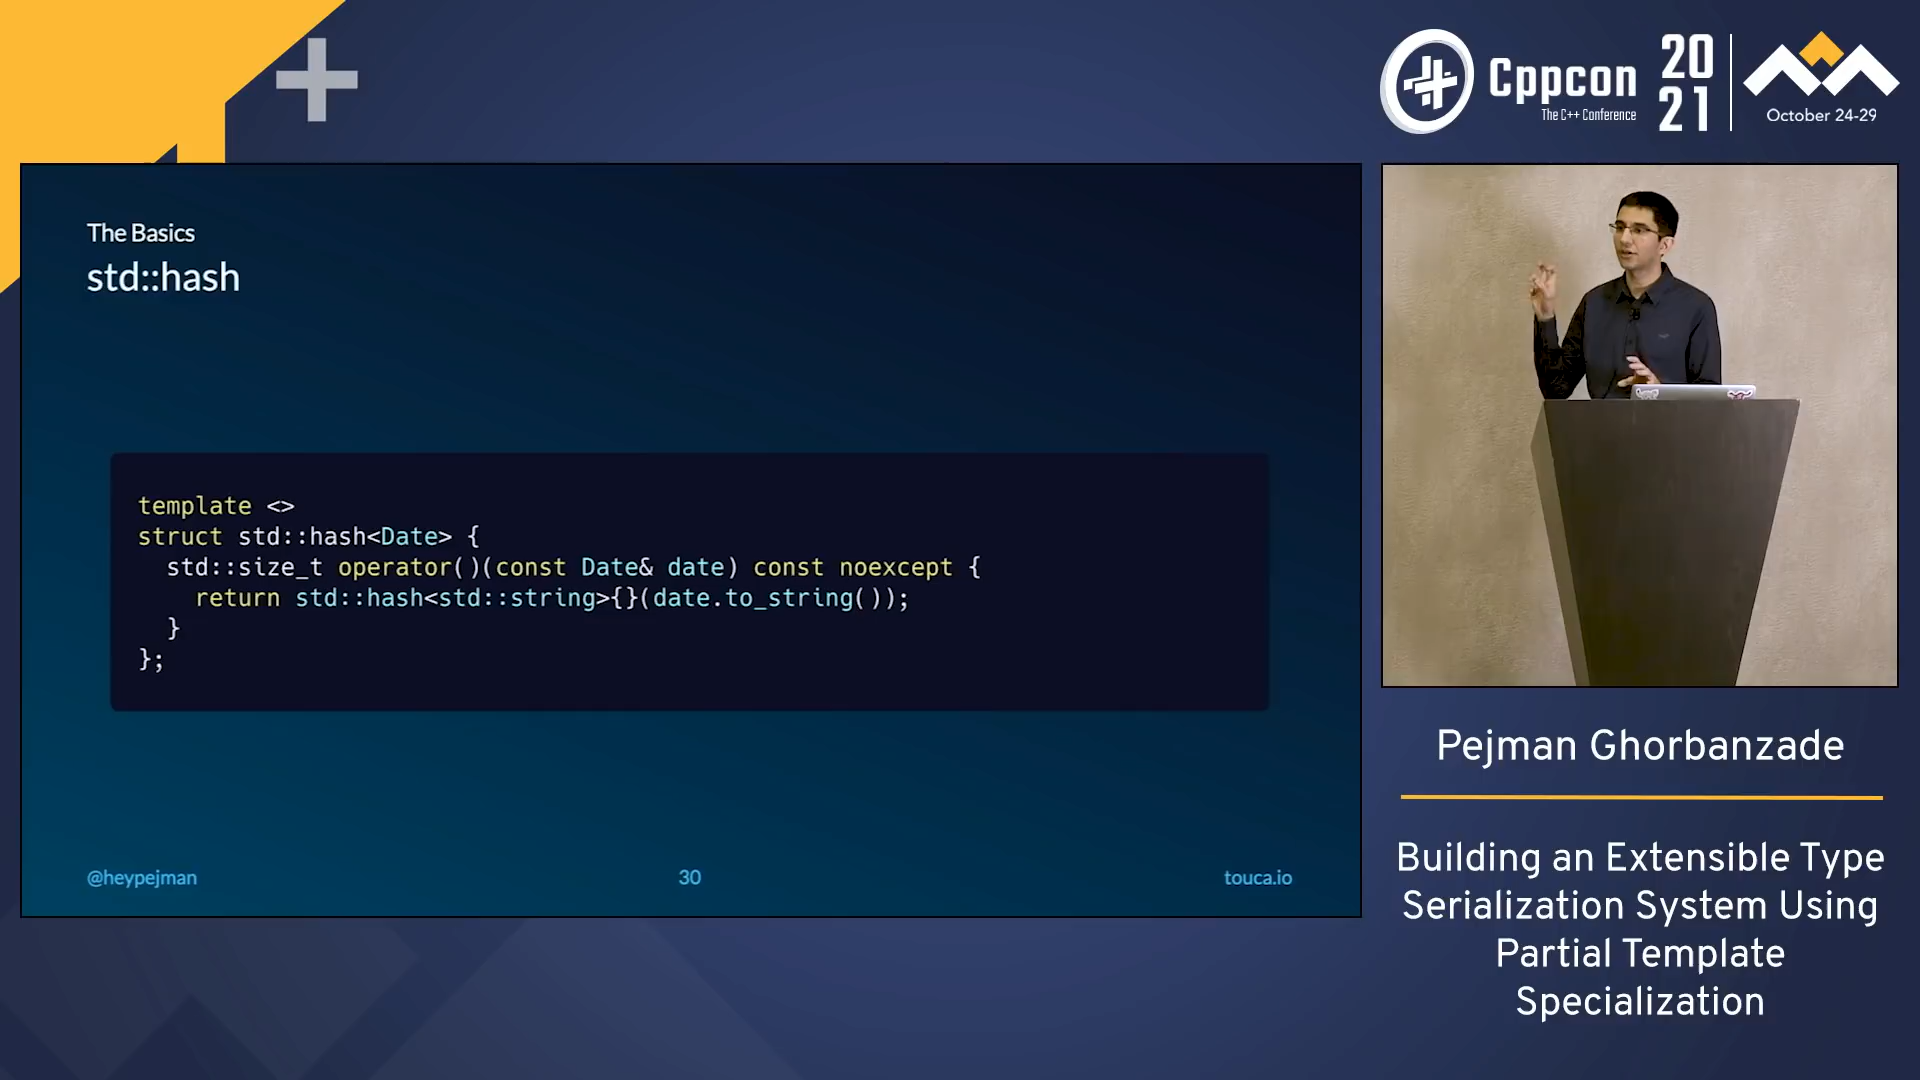 Cppcon
The C++ Conference
20
21
October 24-29
The Basics
std::hash
template <>
struct std::hash<Date> {
  std::size_t operator()(const Date& date) const noexcept {
    return std::hash<std::string>{}(date.to_string());
  }
};
@heypejman
30
touca.io
Pejman Ghorbanzade
Building an Extensible Type
Serialization System Using
Partial Template
Specialization